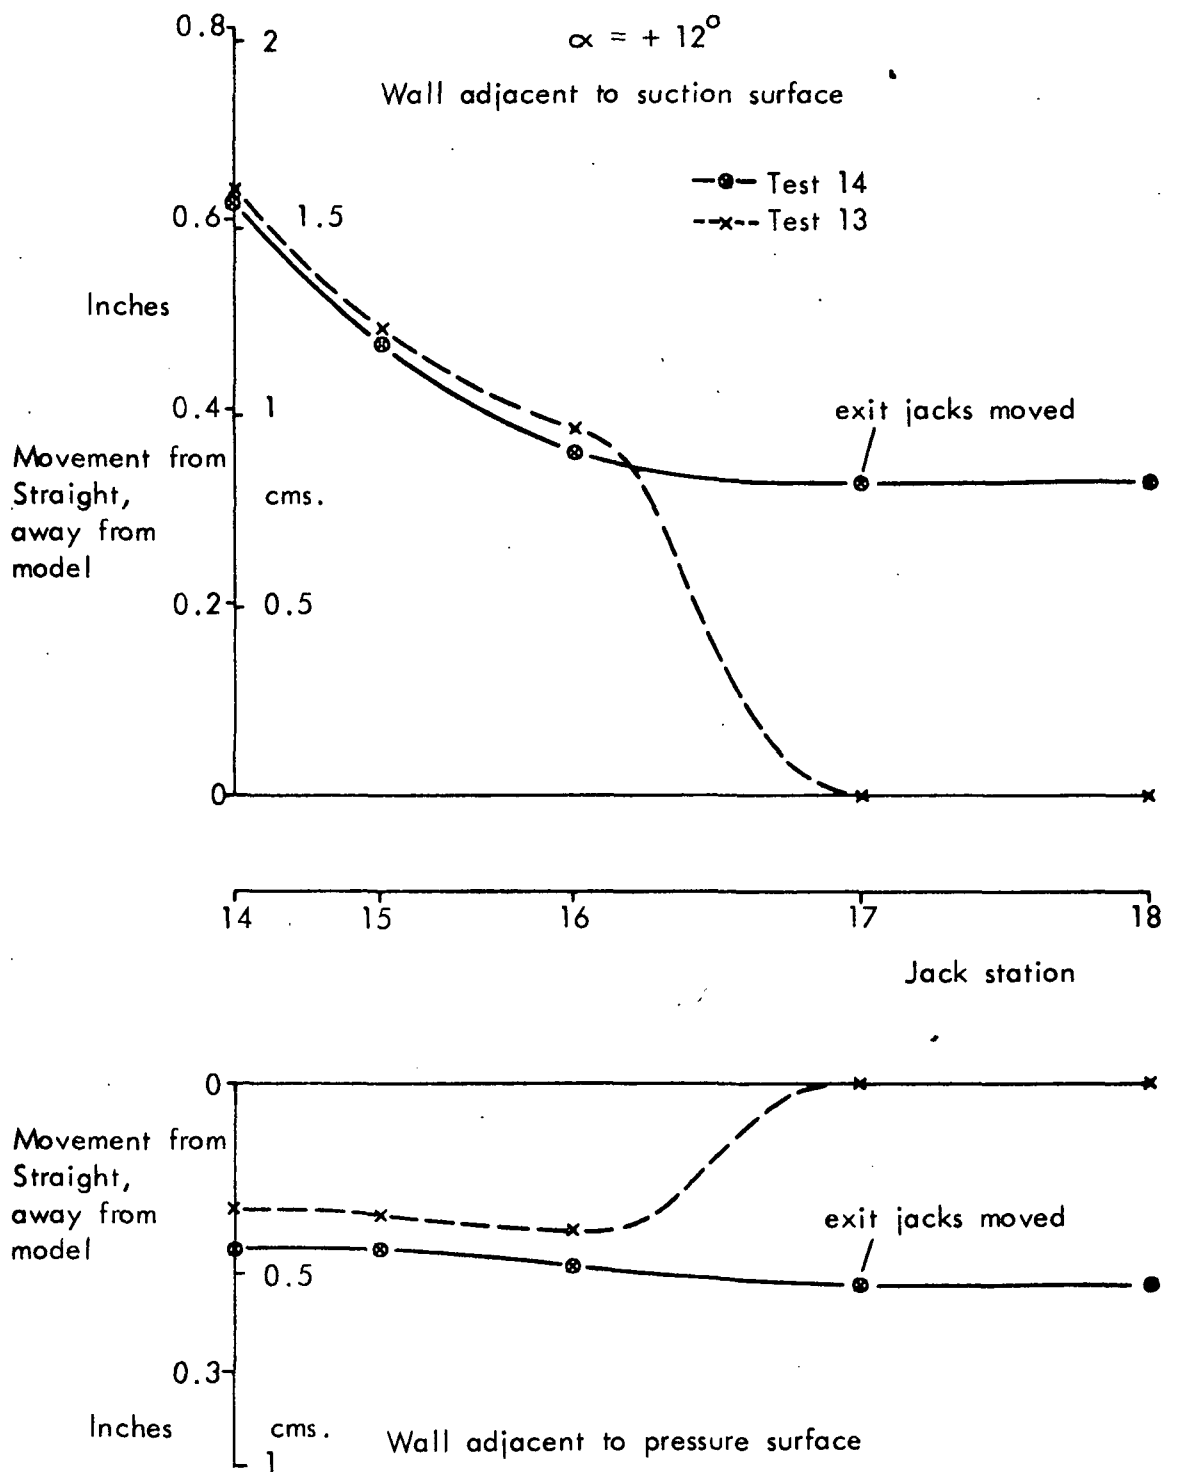 α = + 12°
Wall adjacent to suction surface
Test 14
Test 13
0.8
2
0.6
1.5
Inches
0.4
1
exit jacks moved
Movement from
Straight,
away from
model
cms.
0.2
0.5
0
14 15 16 17 18
Jack station
0
Movement from
Straight,
away from
model
exit jacks moved
0.5
0.3
Inches
cms.
1
Wall adjacent to pressure surface